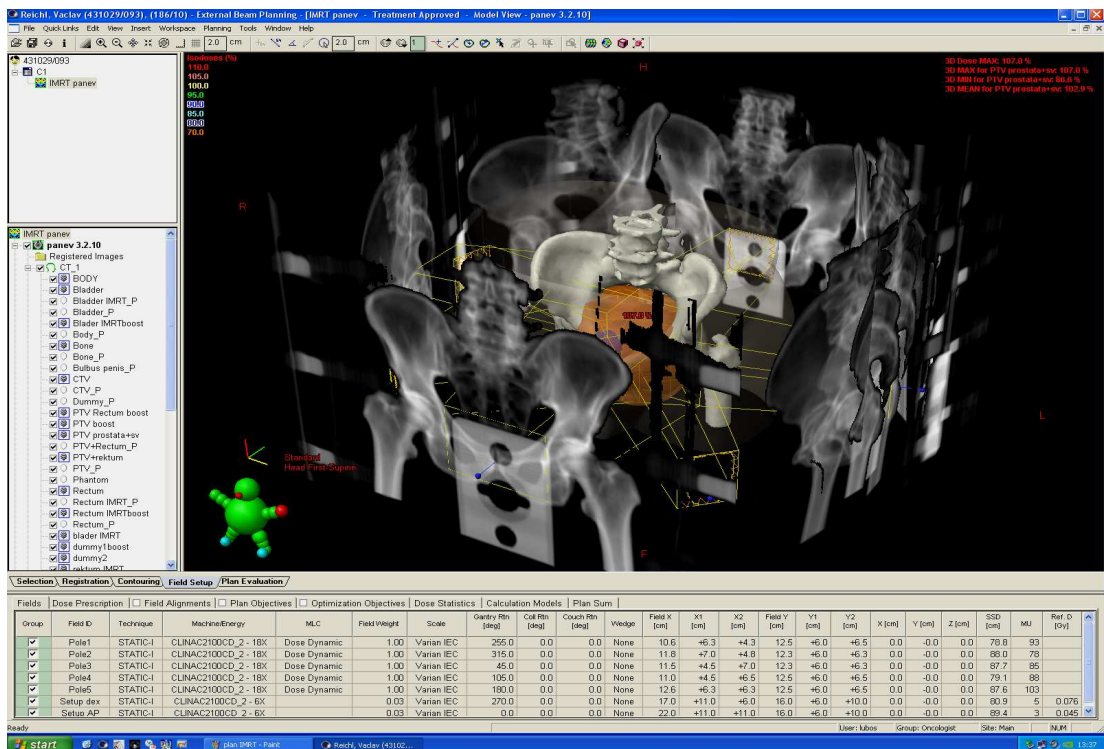 Reichl, Vaclav (431029/093), (186/10) - External Beam Planning - [IMRT panev - Treatment Approved - Model View - panev 3.2.10]
File Quick Links Edit View Insert Workspace Planning Tools Window Help
2.0 cm 2.0 cm 1
431029/093
C1
IMRT panev
Isodoses (%)
110.0
105.0
100.0
95.0
90.0
85.0
80.0
70.0
3D Dose MAX: 107.0 %
3D MAX for PTV prostata+sv: 107.0 %
3D MIN for PTV prostata+sv: 86.6 %
3D MEAN for PTV prostata+sv: 102.9 %
H
R
L
F
107.0 %
Standard
Head First-Supine
IMRT panev
panev 3.2.10
Registered Images
CT_1
BODY
Bladder
Bladder IMRT_P
Bladder_P
Blader IMRTboost
Body_P
Bone
Bone_P
Bulbus penis_P
CTV
CTV_P
Dummy_P
PTV Rectum boost
PTV boost
PTV prostata+sv
PTV+Rectum_P
PTV+rektum
PTV_P
Phantom
Rectum
Rectum IMRT_P
Rectum IMRTboost
Rectum_P
blader IMRT
dummy1boost
dummy2
rektum IMRT
Selection Registration Contouring Field Setup Plan Evaluation
Fields Dose Prescription Field Alignments Plan Objectives Optimization Objectives Dose Statistics Calculation Models Plan Sum
Group Field ID Technique Machine/Energy MLC Field Weight Scale Gantry Rtn [deg] Coll Rtn [deg] Couch Rtn [deg] Wedge Field X [cm] X1 [cm] X2 [cm] Field Y [cm] Y1 [cm] Y2 [cm] X [cm] Y [cm] Z [cm] SSD [cm] MU Ref. D [Gy]
Pole1 STATIC-I CLINAC2100CD_2 - 18X Dose Dynamic 1.00 Varian IEC 255.0 0.0 0.0 None 10.6 +6.3 +4.3 12.5 +6.0 +6.5 0.0 -0.0 0.0 78.8 93
Pole2 STATIC-I CLINAC2100CD_2 - 18X Dose Dynamic 1.00 Varian IEC 315.0 0.0 0.0 None 11.8 +7.0 +4.8 12.3 +6.0 +6.3 0.0 -0.0 0.0 88.0 78
Pole3 STATIC-I CLINAC2100CD_2 - 18X Dose Dynamic 1.00 Varian IEC 45.0 0.0 0.0 None 11.5 +4.5 +7.0 12.3 +6.0 +6.3 0.0 -0.0 0.0 87.7 85
Pole4 STATIC-I CLINAC2100CD_2 - 18X Dose Dynamic 1.00 Varian IEC 105.0 0.0 0.0 None 11.0 +4.5 +6.5 12.5 +6.0 +6.5 0.0 -0.0 0.0 79.1 88
Pole5 STATIC-I CLINAC2100CD_2 - 18X Dose Dynamic 1.00 Varian IEC 180.0 0.0 0.0 None 12.6 +6.3 +6.3 12.5 +6.0 +6.5 0.0 -0.0 0.0 87.6 103
Setup dex STATIC-I CLINAC2100CD_2 - 6X 0.03 Varian IEC 270.0 0.0 0.0 None 17.0 +11.0 +6.0 16.0 +6.0 +10.0 0.0 -0.0 0.0 80.9 5 0.076
Setup AP STATIC-I CLINAC2100CD_2 - 6X 0.03 Varian IEC 0.0 0.0 0.0 None 22.0 +11.0 +11.0 16.0 +6.0 +10.0 0.0 -0.0 0.0 89.4 3 0.045
Ready User: lubos Group: Oncologist Site: Main NUM
start plan IMRT - Paint Reichl, Vaclav (43102... 13:37